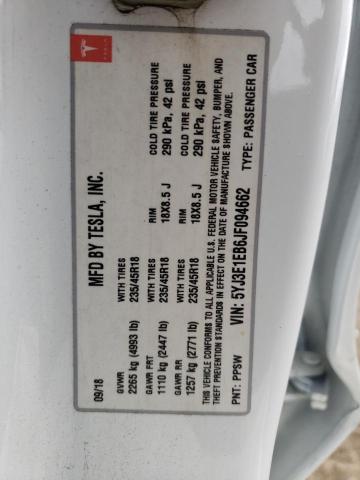 TESLA
MFD BY TESLA, INC.
09/18
GVWR WITH TIRES RIM COLD TIRE PRESSURE
2265 kg (4993 lb) 235/45R18 18X8.5 J 290 kPa, 42 psi
GAWR FRT WITH TIRES RIM COLD TIRE PRESSURE
1110 kg (2447 lb) 235/45R18 18X8.5 J 290 kPa, 42 psi
GAWR RR
1257 kg (2771 lb) 235/45R18
THIS VEHICLE CONFORMS TO ALL APPLICABLE U.S. FEDERAL MOTOR VEHICLE SAFETY, BUMPER, AND
THEFT PREVENTION STANDARDS IN EFFECT ON THE DATE OF MANUFACTURE SHOWN ABOVE.
VIN: 5YJ3E1EB6JF094662 TYPE: PASSENGER CAR
PNT: PPSW